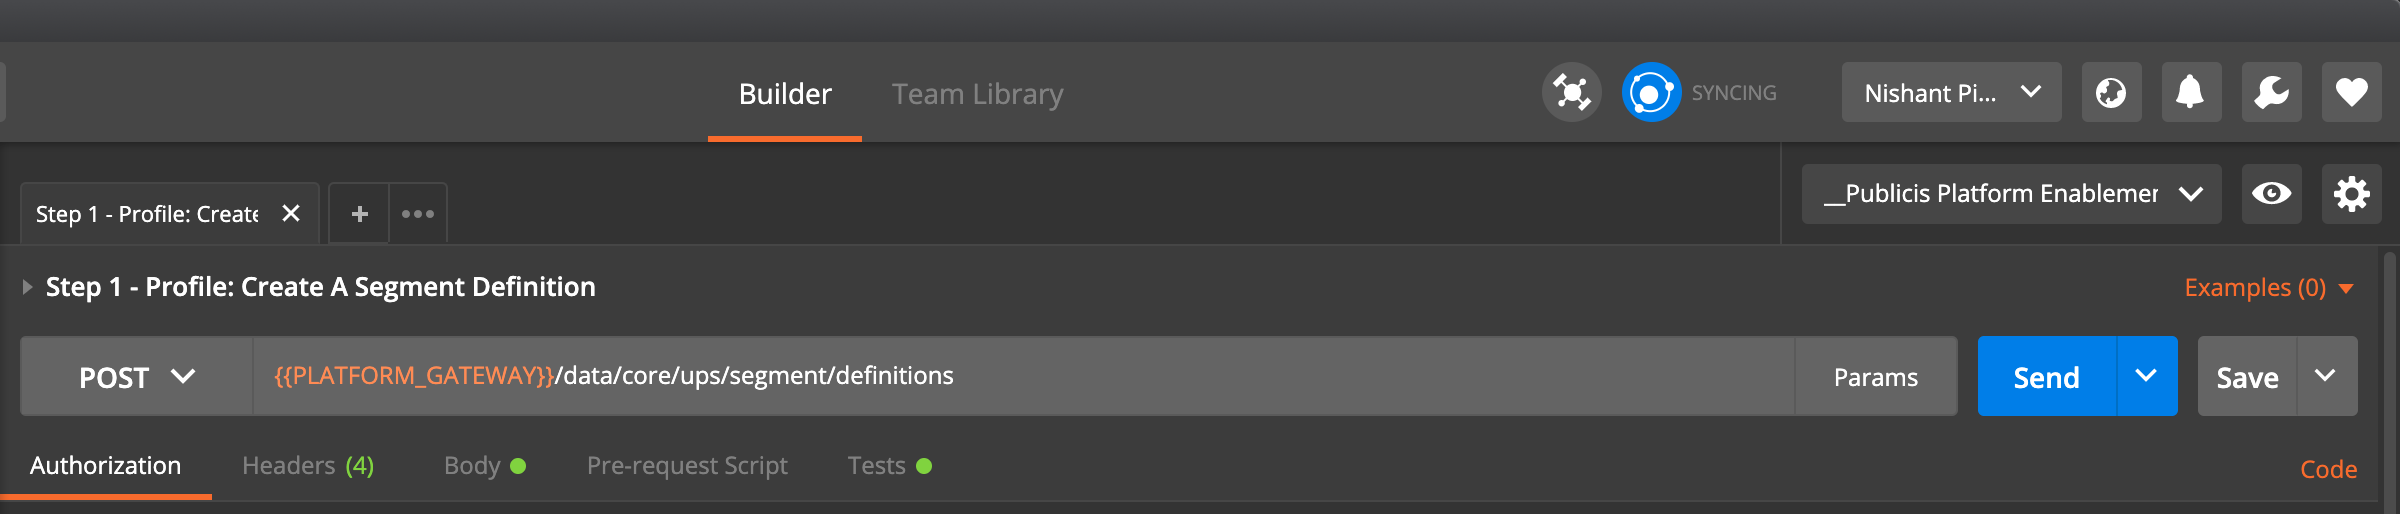 Builder Team Library SYNCING Nishant Pi...
Step 1 - Profile: Create __Publicis Platform Enablemen
Step 1 - Profile: Create A Segment Definition Examples (0)
POST {{PLATFORM_GATEWAY}}/data/core/ups/segment/definitions Params Send Save
Authorization Headers (4) Body Pre-request Script Tests Code